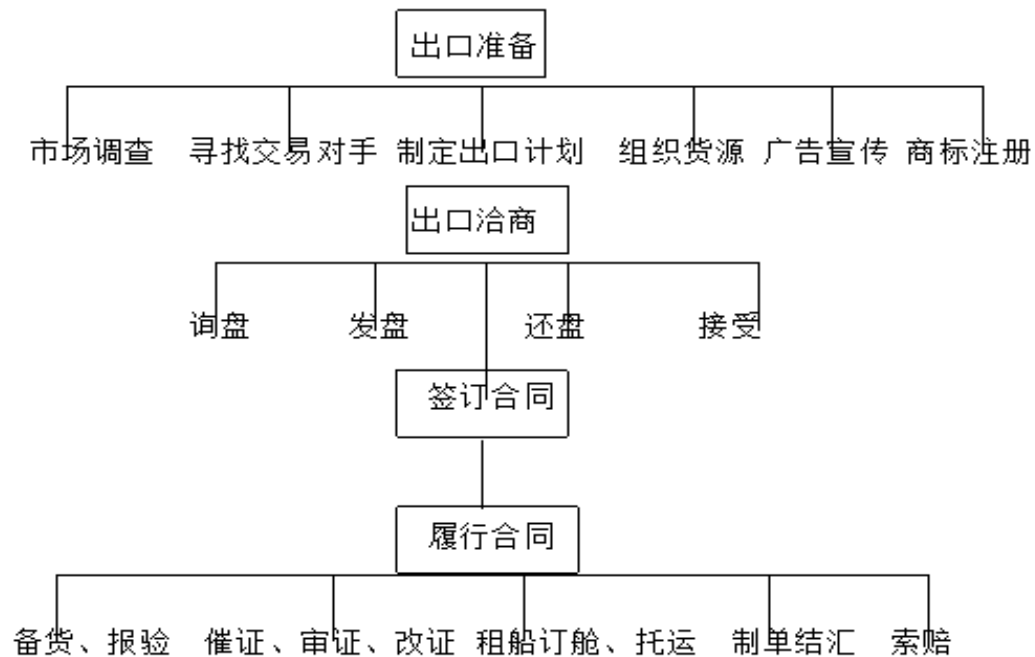 出口准备
市场调查 寻找交易对手 制定出口计划 组织货源 广告宣传 商标注册
出口洽商
询盘 发盘 还盘 接受
签订合同
履行合同
备货、报验 催证、审证、改证 租船订舱、托运 制单结汇 索赔